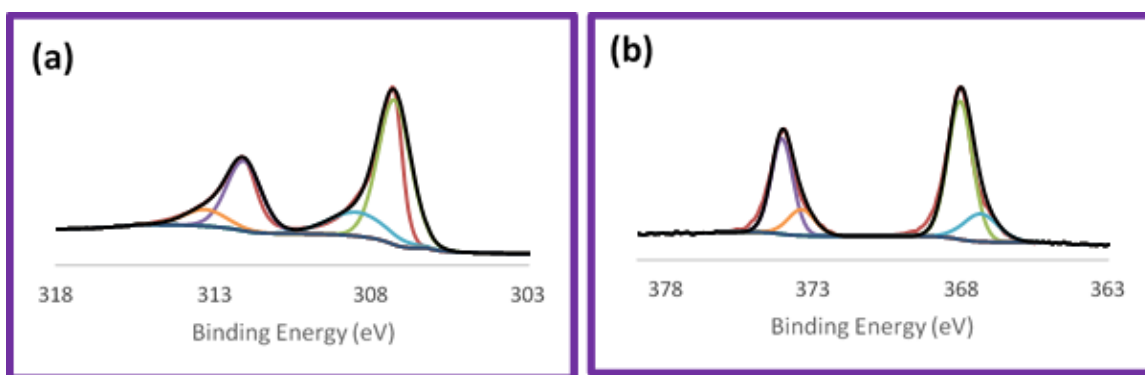 (a)
318 313 308 303
Binding Energy (eV)
(b)
378 373 368 363
Binding Energy (eV)